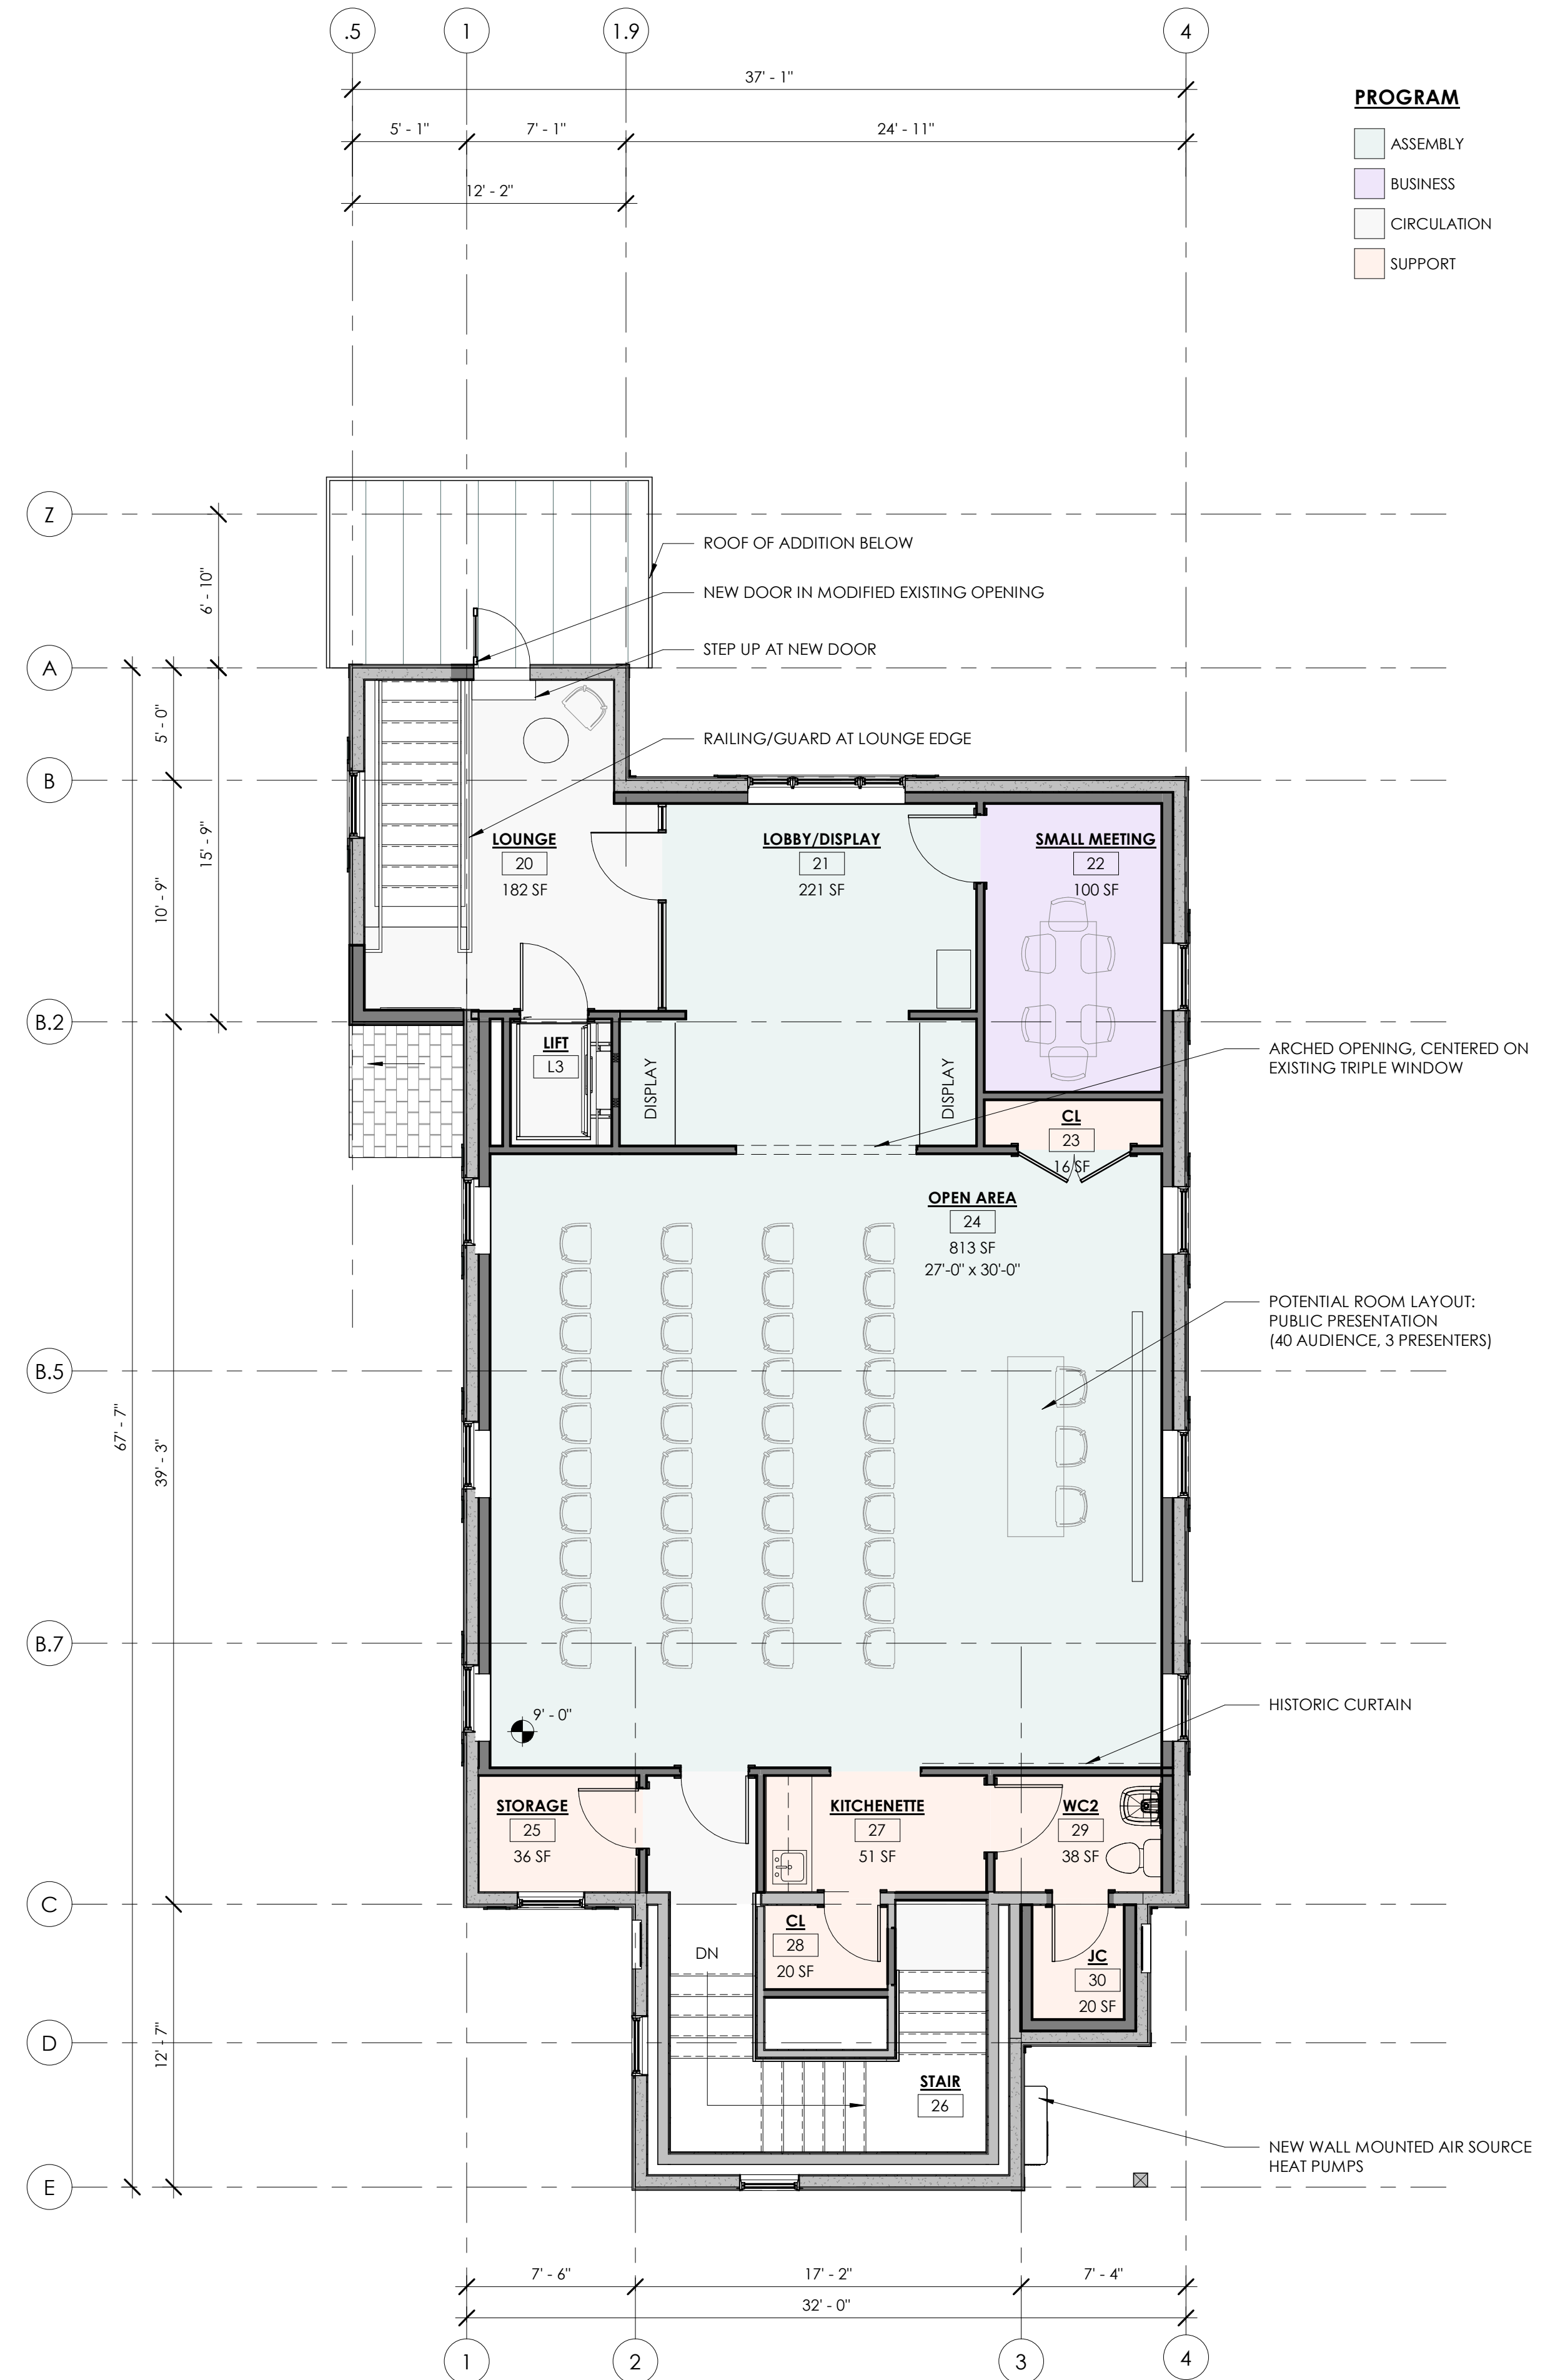 .5
1
1.9
4
37' - 1"
5' - 1"
7' - 1"
24' - 11"
12' - 2"
PROGRAM
ASSEMBLY
BUSINESS
CIRCULATION
SUPPORT
Z
6' - 10"
ROOF OF ADDITION BELOW
NEW DOOR IN MODIFIED EXISTING OPENING
STEP UP AT NEW DOOR
A
5' - 0"
RAILING/GUARD AT LOUNGE EDGE
B
15' - 9"
10' - 9"
LOUNGE
20
182 SF
LOBBY/DISPLAY
21
221 SF
SMALL MEETING
22
100 SF
B.2
LIFT
L3
DISPLAY
DISPLAY
ARCHED OPENING, CENTERED ON
EXISTING TRIPLE WINDOW
CL
23
16 SF
OPEN AREA
24
813 SF
27'-0" x 30'-0"
POTENTIAL ROOM LAYOUT:
PUBLIC PRESENTATION
(40 AUDIENCE, 3 PRESENTERS)
B.5
67' - 7"
39' - 3"
B.7
HISTORIC CURTAIN
9' - 0"
STORAGE
25
36 SF
KITCHENETTE
27
51 SF
WC2
29
38 SF
C
CL
28
20 SF
DN
JC
30
20 SF
D
12' - 7"
STAIR
26
NEW WALL MOUNTED AIR SOURCE
HEAT PUMPS
E
7' - 6"
17' - 2"
7' - 4"
32' - 0"
1
2
3
4